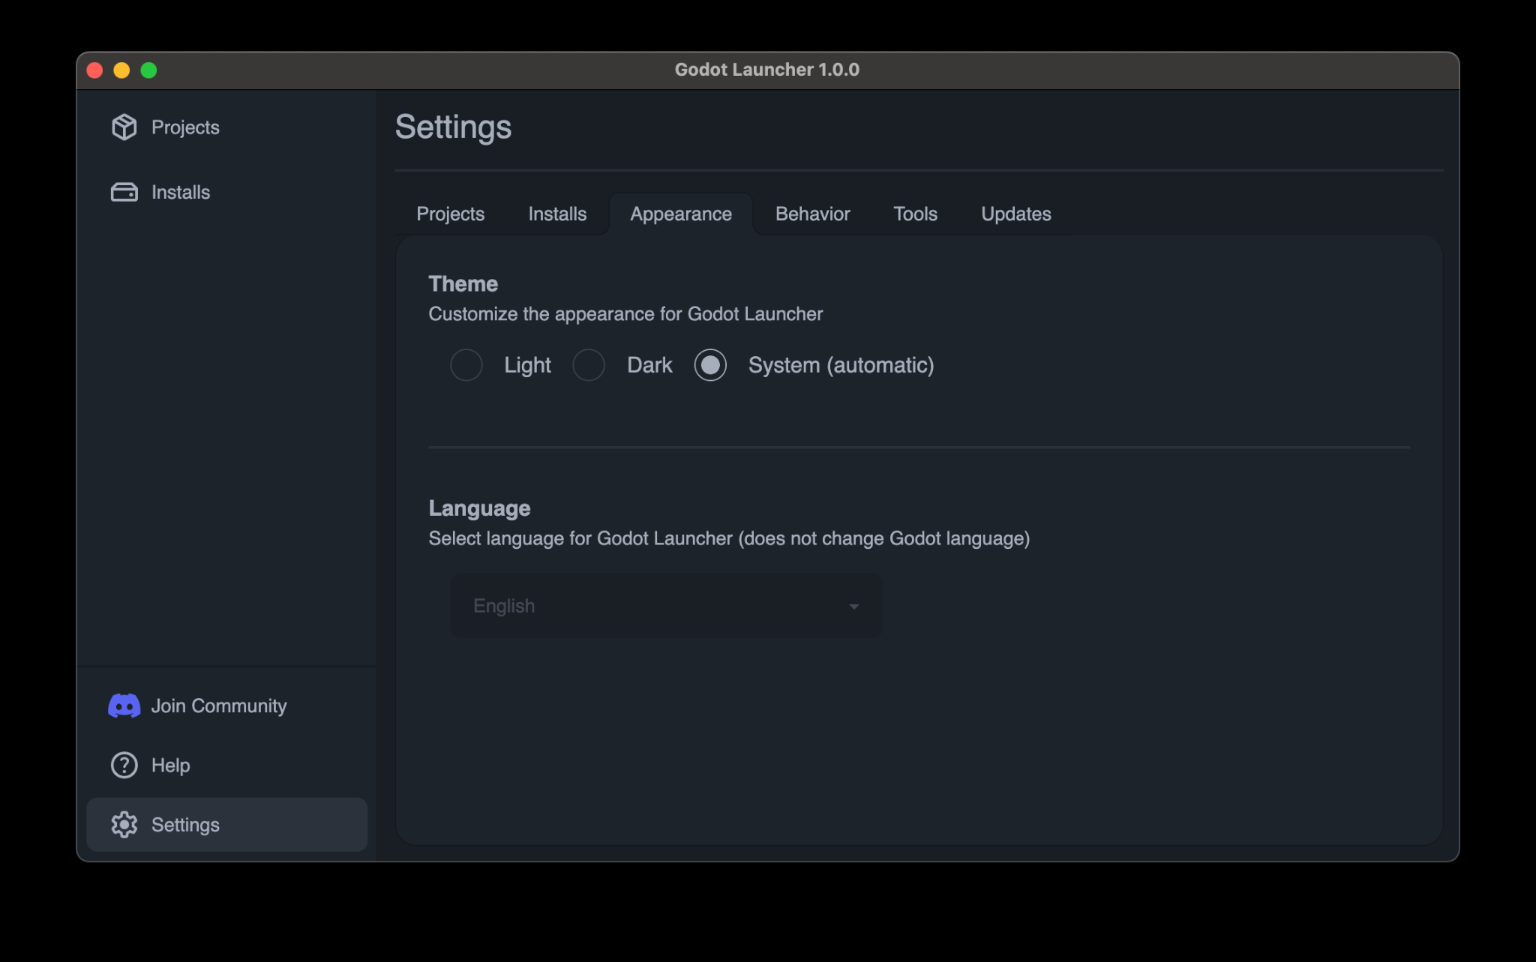 Godot Launcher 1.0.0
Projects
Installs
Join Community
Help
Settings
Settings
Projects Installs Appearance Behavior Tools Updates
Theme
Customize the appearance for Godot Launcher
Light Dark System (automatic)
Language
Select language for Godot Launcher (does not change Godot language)
English